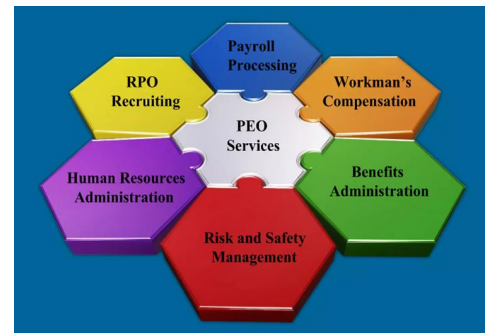 Payroll
Processing
RPO
Recruiting
Workman's
Compensation
PEO
Services
Human Resources
Administration
Benefits
Administration
Risk and Safety
Management